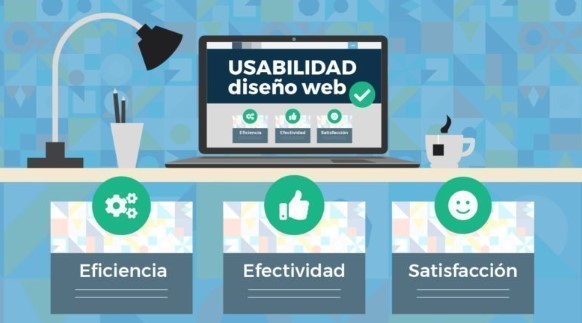 USABILIDAD
diseño web
Eficiencia
Efectividad
Satisfacción
Eficiencia
Efectividad
Satisfacción